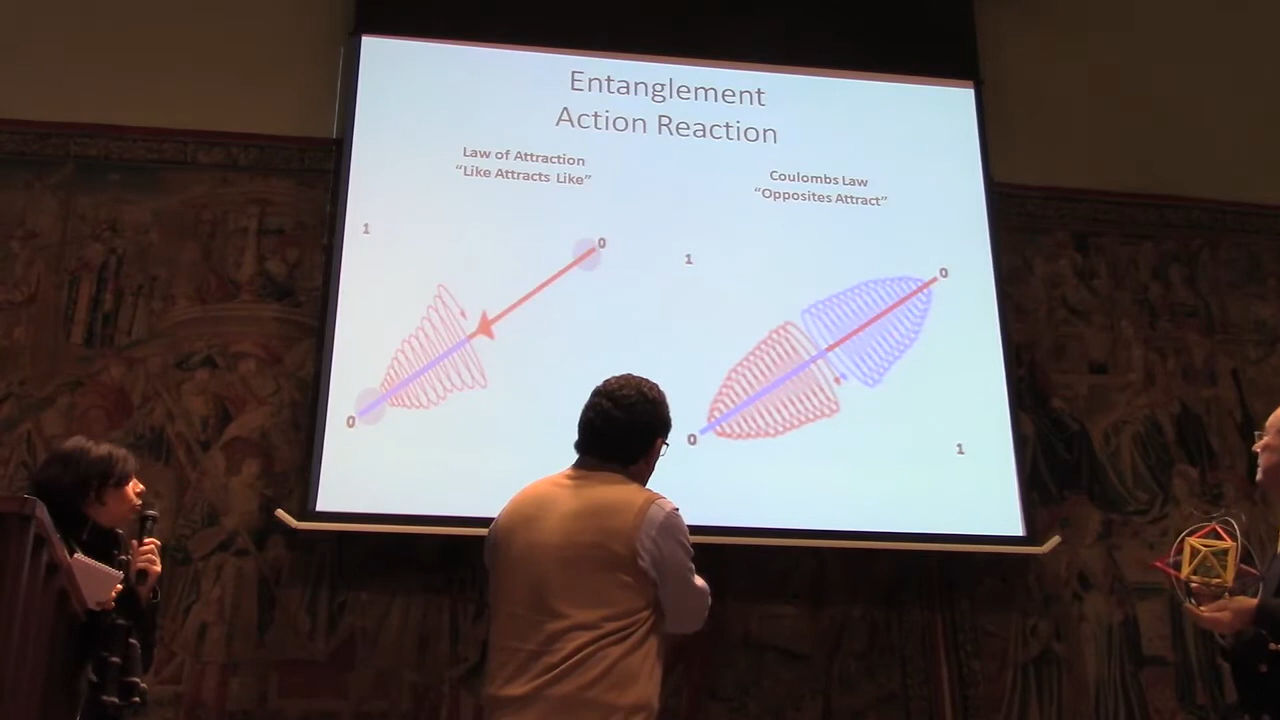 Entanglement
Action Reaction
Law of Attraction
“Like Attracts Like”
Coulombs Law
“Opposites Attract”
1
0
0
1
0
0
1